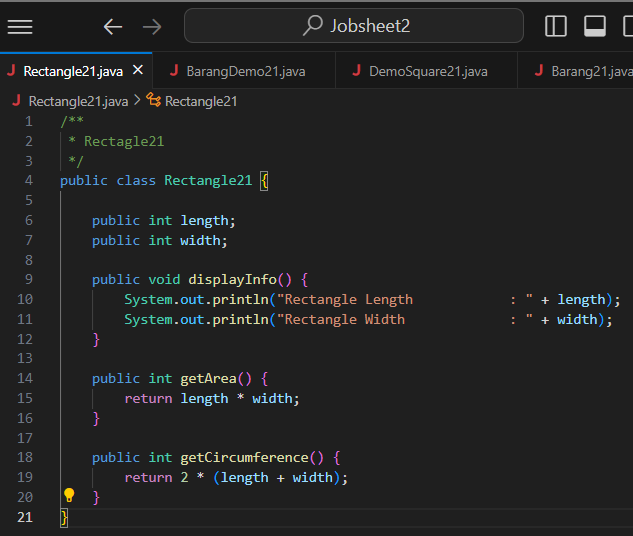 Jobsheet2
Rectangle21.java BarangDemo21.java DemoSquare21.java Barang21.java
Rectangle21.java > Rectangle21
1 /**
2  * Rectagle21
3  */
4 public class Rectangle21 {
5
6     public int length;
7     public int width;
8
9     public void displayInfo() {
10         System.out.println("Rectangle Length            : " + length);
11         System.out.println("Rectangle Width             : " + width);
12     }
13
14     public int getArea() {
15         return length * width;
16     }
17
18     public int getCircumference() {
19         return 2 * (length + width);
20     }
21 }